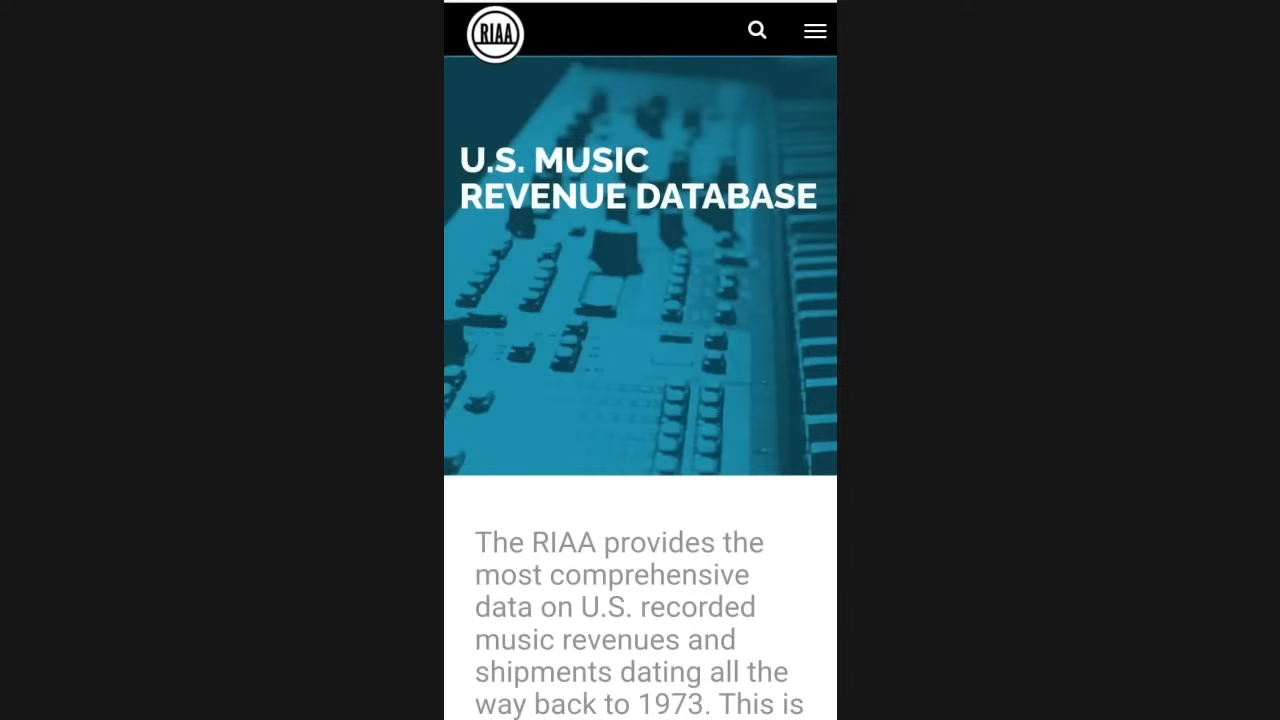 RIAA
U.S. MUSIC
REVENUE DATABASE
The RIAA provides the
most comprehensive
data on U.S. recorded
music revenues and
shipments dating all the
way back to 1973. This is